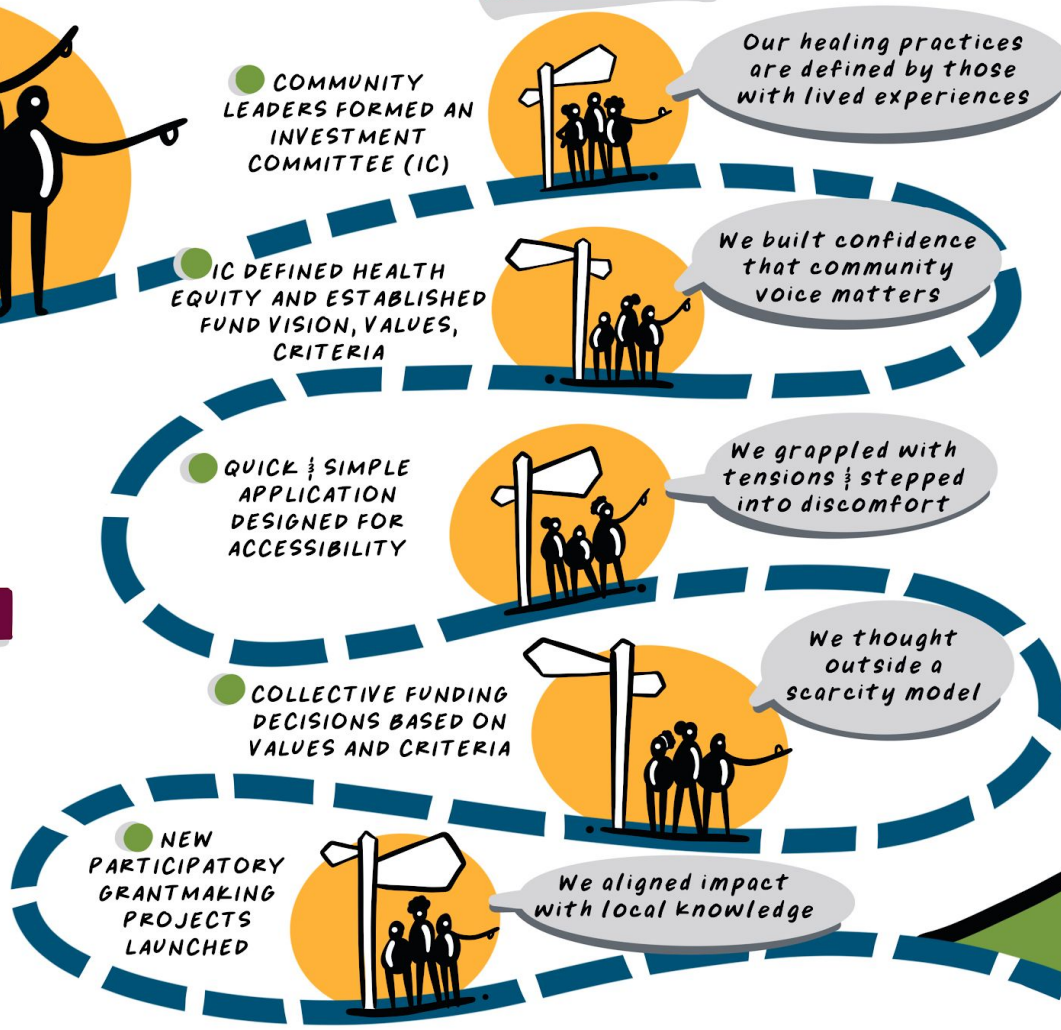 COMMUNITY
LEADERS FORMED AN
INVESTMENT
COMMITTEE (IC)
Our healing practices
are defined by those
with lived experiences
IC DEFINED HEALTH
EQUITY AND ESTABLISHED
FUND VISION, VALUES,
CRITERIA
We built confidence
that community
voice matters
QUICK & SIMPLE
APPLICATION
DESIGNED FOR
ACCESSIBILITY
We grappled with
tensions & stepped
into discomfort
COLLECTIVE FUNDING
DECISIONS BASED ON
VALUES AND CRITERIA
We thought
outside a
scarcity model
NEW
PARTICIPATORY
GRANTMAKING
PROJECTS
LAUNCHED
We aligned impact
with local knowledge